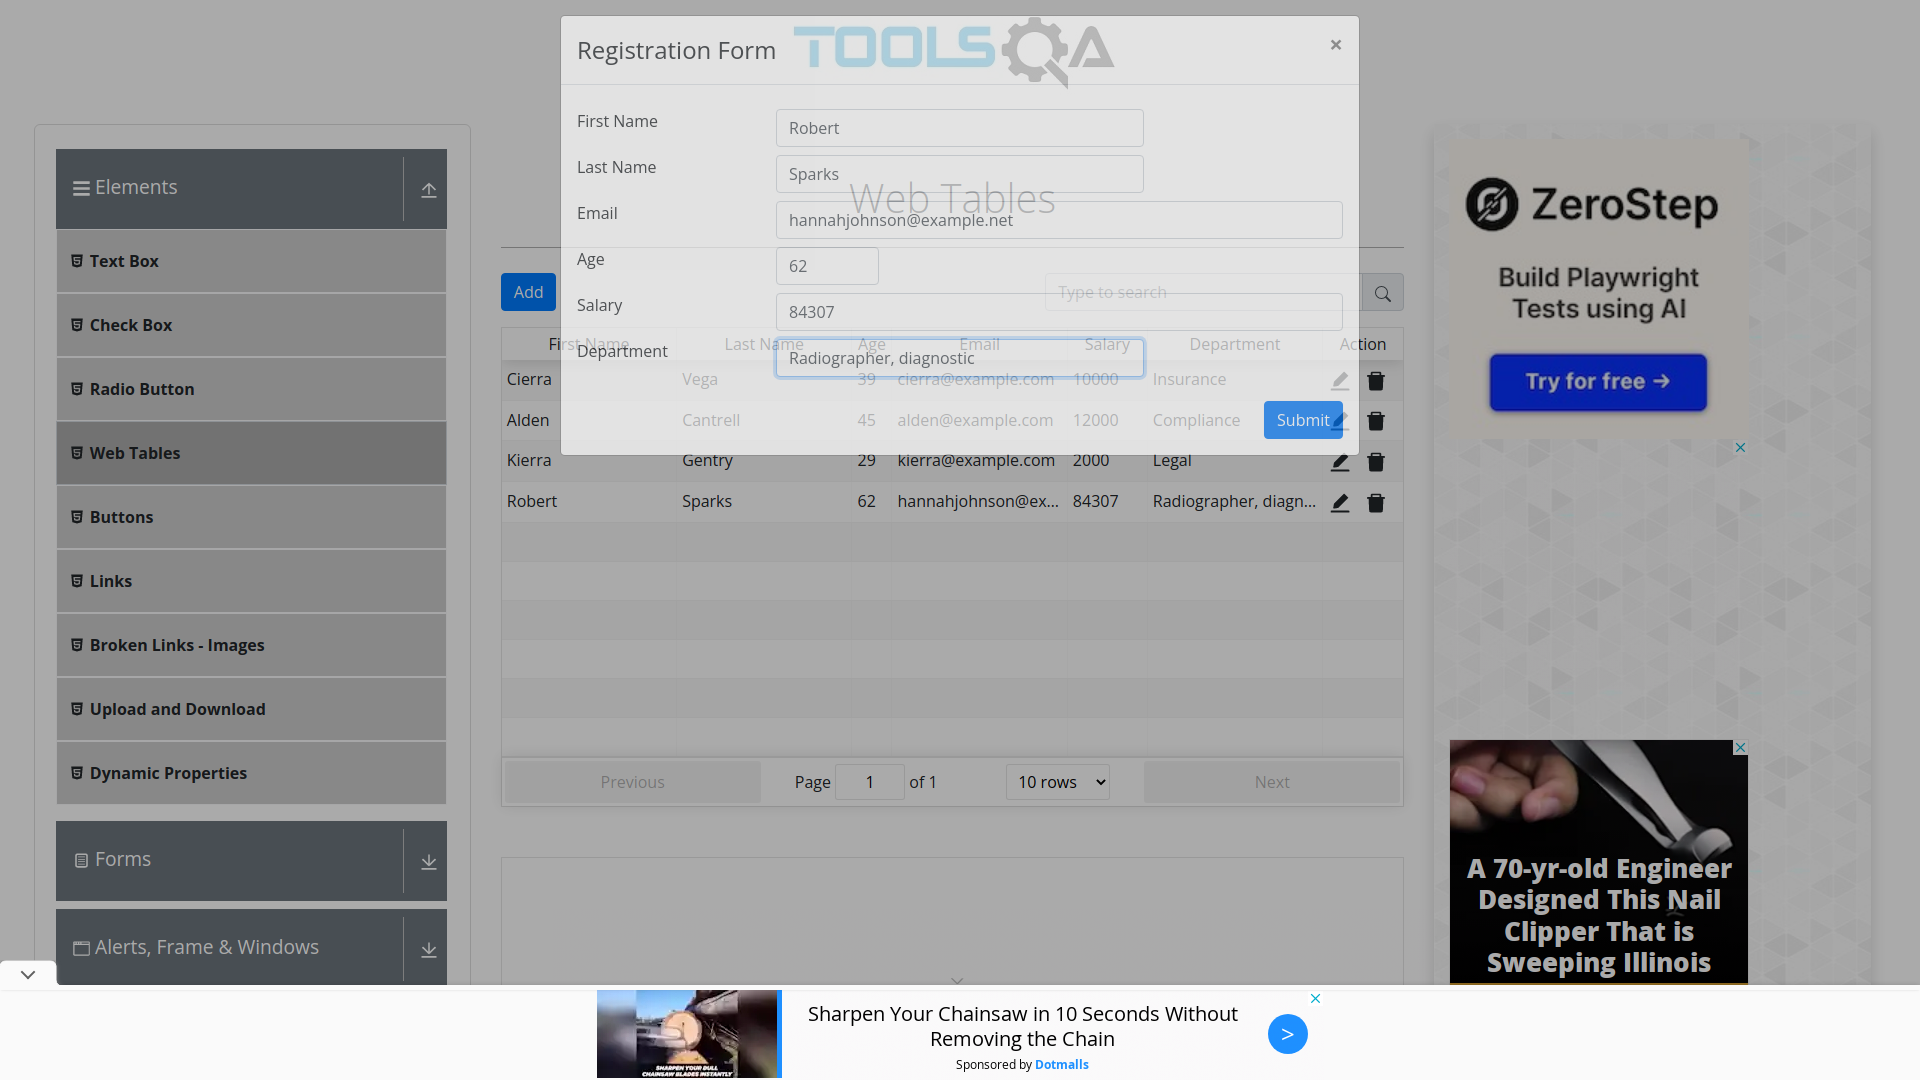 TOOLSQA
Registration Form
×
First Name
Robert
Last Name
Sparks
Web Tables
Email
hannahjohnson@example.net
Age
62
Salary
84307
Department
Radiographer, diagnostic
Submit
Elements
Text Box
Check Box
Radio Button
Web Tables
Buttons
Links
Broken Links - Images
Upload and Download
Dynamic Properties
Forms
Alerts, Frame & Windows
Add
Type to search
First Name Last Name Age Email Salary Department Action
Cierra Vega 39 cierra@example.com 10000 Insurance
Alden Cantrell 45 alden@example.com 12000 Compliance
Kierra Gentry 29 kierra@example.com 2000 Legal
Robert Sparks 62 hannahjohnson@ex... 84307 Radiographer, diagn...
Previous Page 1 of 1 10 rows Next
ZeroStep
Build Playwright
Tests using AI
Try for free →
A 70-yr-old Engineer
Designed This Nail
Clipper That is
Sweeping Illinois
SHARPEN YOUR DULL
CHAINSAW BLADES INSTANTLY
Sharpen Your Chainsaw in 10 Seconds Without
Removing the Chain
Sponsored by Dotmalls
>